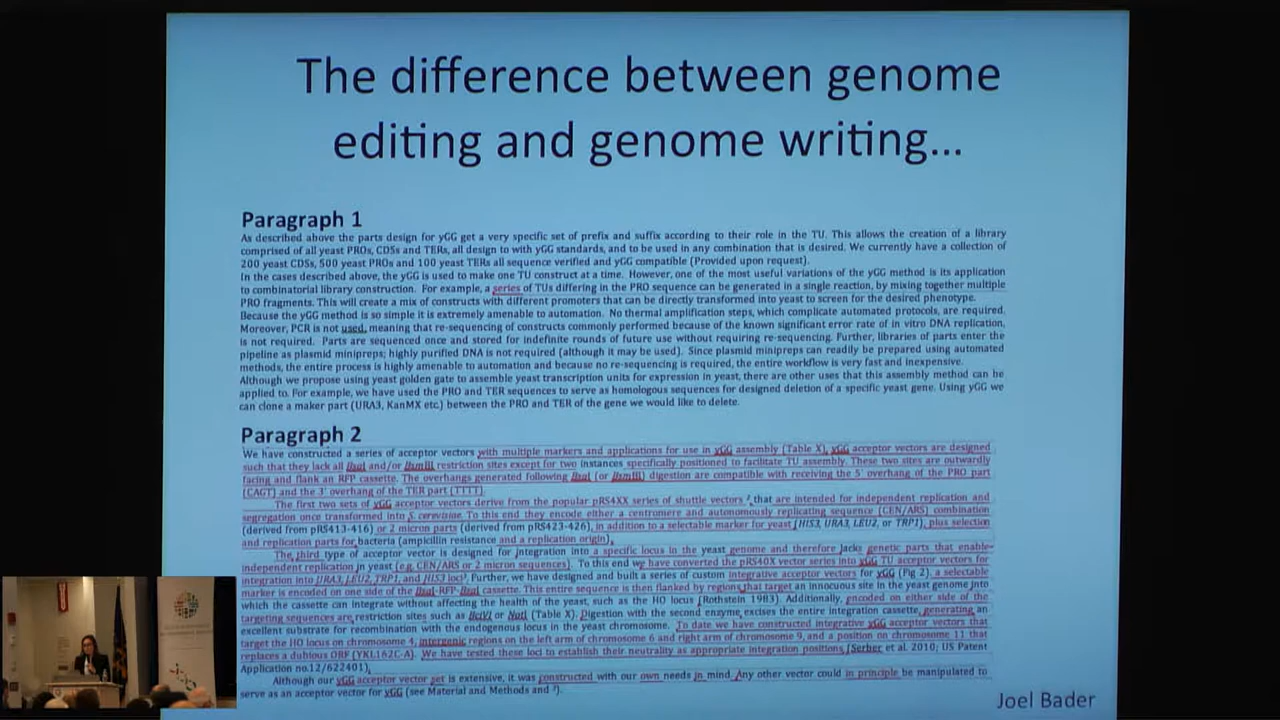 The difference between genome
editing and genome writing...
Paragraph 1
As described above the parts design for yGG get a very specific set of prefix and suffix according to their role in the TU. This allows the creation of a library
comprised of all yeast PROs, CDSs and TERs, all design to with yGG standards, and to be used in any combination that is desired. We currently have a collection of
200 yeast CDSs, 500 yeast PROs and 100 yeast TERs all sequence verified and yGG compatible (Provided upon request).
In the cases described above, the yGG is used to make one TU construct at a time. However, one of the most useful variations of the yGG method is its application
to combinatorial library construction. For example, a series of TUs differing in the PRO sequence can be generated in a single reaction, by mixing together multiple
PRO fragments. This will create a mix of constructs with different promoters that can be directly transformed into yeast to screen for the desired phenotype.
Because the yGG method is so simple it is extremely amenable to automation. No thermal amplification steps, which complicate automated protocols, are required.
Moreover, PCR is not used, meaning that re-sequencing of constructs commonly performed because of the known significant error rate of in vitro DNA replication,
is not required. Parts are sequenced once and stored for indefinite rounds of future use without requiring re-sequencing. Further, libraries of parts enter the
pipeline as plasmid minipreps; highly purified DNA is not required (although it may be used). Since plasmid minipreps can readily be prepared using automated
methods, the entire process is highly amenable to automation and because no re-sequencing is required, the entire workflow is very fast and inexpensive.
Although we propose using yeast golden gate to assemble yeast transcription units for expression in yeast, there are other uses that this assembly method can be
applied to. For example, we have used the PRO and TER sequences to serve as homologous sequences for designed deletion of a specific yeast gene. Using yGG we
can clone a maker part (URA3, KanMX etc.) between the PRO and TER of the gene we would like to delete.
Paragraph 2
We have constructed a series of acceptor vectors with multiple markers and applications for use in yGG assembly (Table X). yGG acceptor vectors are designed
such that they lack all BsaI and/or BsmBI restriction sites except for two instances specifically positioned to facilitate TU assembly. These two sites are outwardly
facing and flank an RFP cassette. The overhangs generated following BsaI (or BsmBI) digestion are compatible with receiving the 5' overhang of the PRO part
(CAGT) and the 3' overhang of the TER part (TTTT).
The first two sets of yGG acceptor vectors derive from the popular pRS4XX series of shuttle vectors that are intended for independent replication and
segregation once transformed into S. cerevisiae. To this end they encode either a centromere and autonomously replicating sequence (CEN/ARS) combination
(derived from pRS413-416) or 2 micron parts (derived from pRS423-426), in addition to a selectable marker for yeast (HIS3, URA3, LEU2, or TRP1), plus selection
and replication parts for bacteria (ampicillin resistance and a replication origin).
The third type of acceptor vector is designed for integration into a specific locus in the yeast genome and therefore lacks genetic parts that enable
independent replication in yeast (e.g. CEN/ARS or 2 micron sequences). To this end we have converted the pRS40X vector series into yGG TU acceptor vectors for
integration into URA3, LEU2, TRP1, and HIS3 loci. Further, we have designed and built a series of custom integrative acceptor vectors for yGG (Fig 2). a selectable
marker is encoded on one side of the BsaI-RFP-BsaI cassette. This entire sequence is then flanked by regions that target an innocuous site in the yeast genome into
which the cassette can integrate without affecting the health of the yeast, such as the HO locus (Rothstein 1983). Additionally, encoded on either side of the
targeting sequences are restriction sites such as BciVI or NotI (Table X). Digestion with the second enzyme excises the entire integration cassette, generating an
excellent substrate for recombination with the endogenous locus in the yeast chromosome. To date we have constructed integrative yGG acceptor vectors that
target the HO locus on chromosome 4, intergenic regions on the left arm of chromosome 6 and right arm of chromosome 9, and a position on chromosome 11 that
replaces a dubious ORF (YKL162C-A). We have tested these loci to establish their neutrality as appropriate integration positions (Serber et al. 2010; US Patent
Application no.12/622401).
Although our yGG acceptor vector set is extensive, it was constructed with our own needs in mind. Any other vector could in principle be manipulated to
serve as an acceptor vector for yGG (see Material and Methods and
Joel Bader